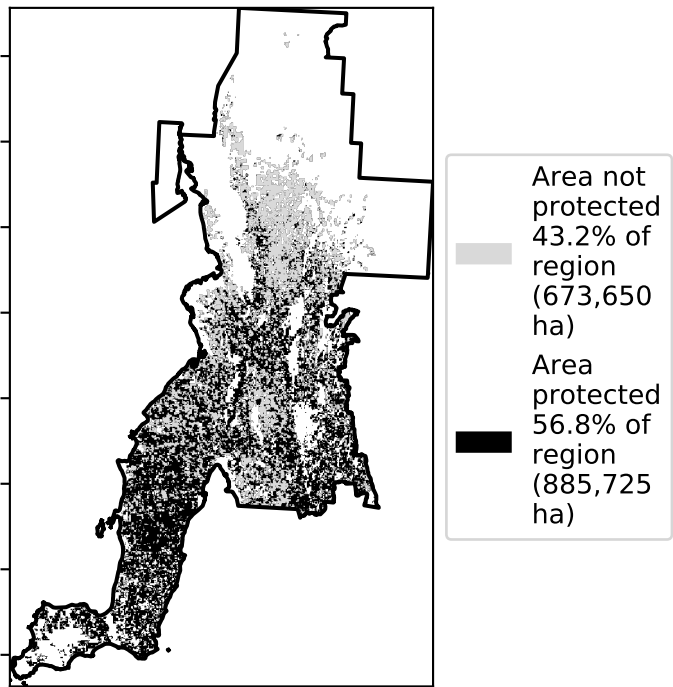 Area not
protected
43.2% of
region
(673,650
ha)
Area
protected
56.8% of
region
(885,725
ha)